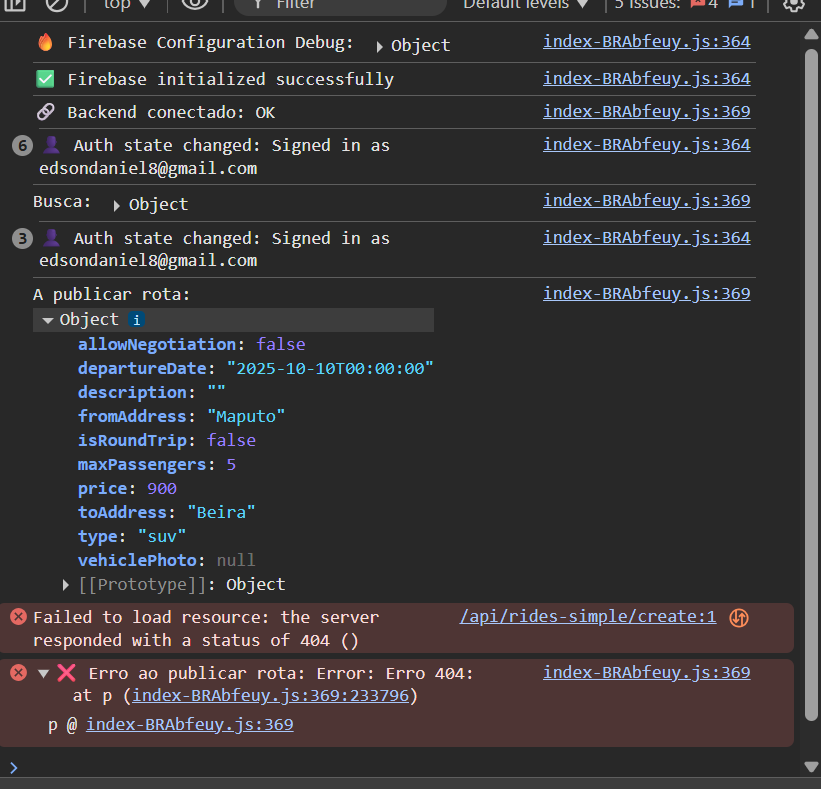 top ▼ Filter Default levels ▼ 5 Issues: 4 1
Firebase Configuration Debug: ▶ Object index-BRAbfeuy.js:364
Firebase initialized successfully index-BRAbfeuy.js:364
Backend conectado: OK index-BRAbfeuy.js:369
6 Auth state changed: Signed in as index-BRAbfeuy.js:364
edsondaniel8@gmail.com
Busca: ▶ Object index-BRAbfeuy.js:369
3 Auth state changed: Signed in as index-BRAbfeuy.js:364
edsondaniel8@gmail.com
A publicar rota: index-BRAbfeuy.js:369
▼ Object i
allowNegotiation: false
departureDate: "2025-10-10T00:00:00"
description: ""
fromAddress: "Maputo"
isRoundTrip: false
maxPassengers: 5
price: 900
toAddress: "Beira"
type: "suv"
vehiclePhoto: null
▶ [[Prototype]]: Object
Failed to load resource: the server /api/rides-simple/create:1
responded with a status of 404 ()
▼ ❌ Erro ao publicar rota: Error: Erro 404: index-BRAbfeuy.js:369
at p (index-BRAbfeuy.js:369:233796)
p @ index-BRAbfeuy.js:369
>